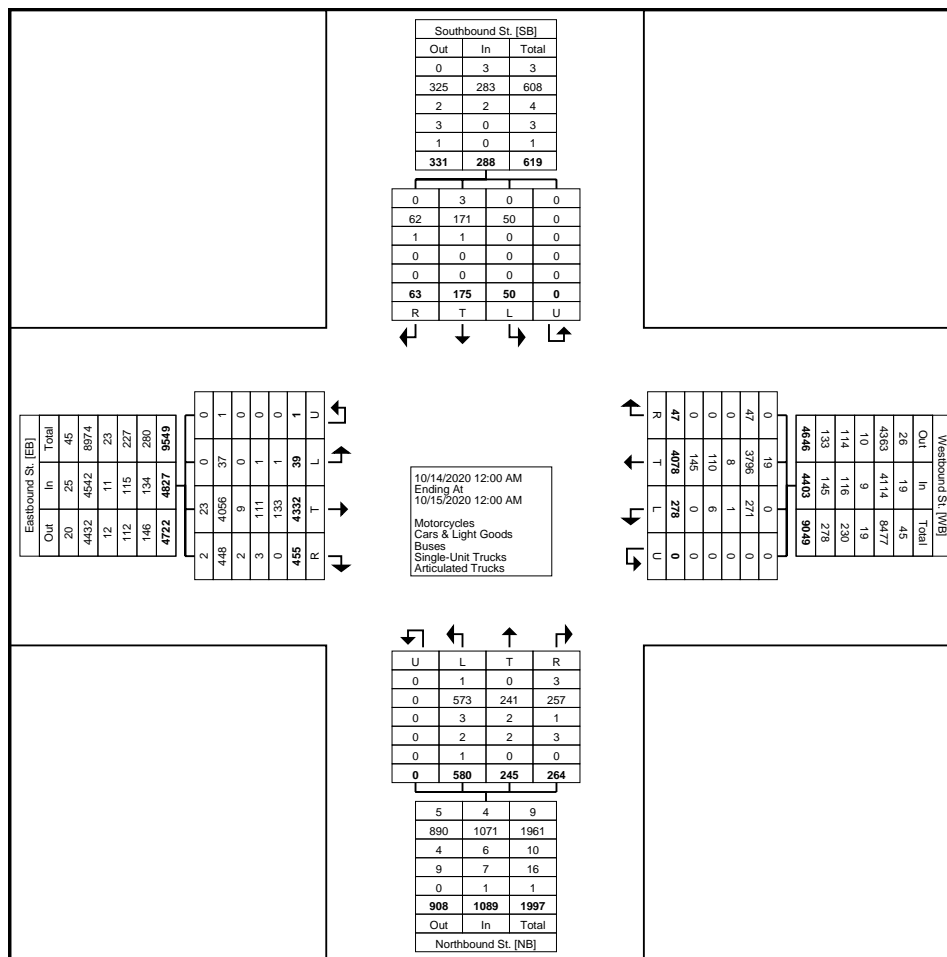 Southbound St. [SB]
Out In Total
0 3 3
325 283 608
2 2 4
3 0 3
1 0 1
331 288 619
0 3 0 0
62 171 50 0
1 1 0 0
0 0 0 0
0 0 0 0
63 175 50 0
R T L U
Eastbound St. [EB]
Out In Total
20 25 45
4432 4542 8974
12 11 23
112 115 227
146 134 280
4722 4827 9549
2 23 0 0
448 4056 37 1
2 9 0 0
3 111 1 0
0 133 1 0
455 4332 39 1
R T L U
10/14/2020 12:00 AM
Ending At
10/15/2020 12:00 AM
Motorcycles
Cars & Light Goods
Buses
Single-Unit Trucks
Articulated Trucks
Westbound St. [WB]
Out In Total
26 19 45
4363 4114 8477
10 9 19
114 116 230
133 145 278
4646 4403 9049
0 19 0 0
47 3796 271 0
0 8 1 0
0 110 6 0
0 145 0 0
47 4078 278 0
R T L U
U L T R
0 1 0 3
0 573 241 257
0 3 2 1
0 2 2 3
0 1 0 0
0 580 245 264
5 4 9
890 1071 1961
4 6 10
9 7 16
0 1 1
908 1089 1997
Out In Total
Northbound St. [NB]